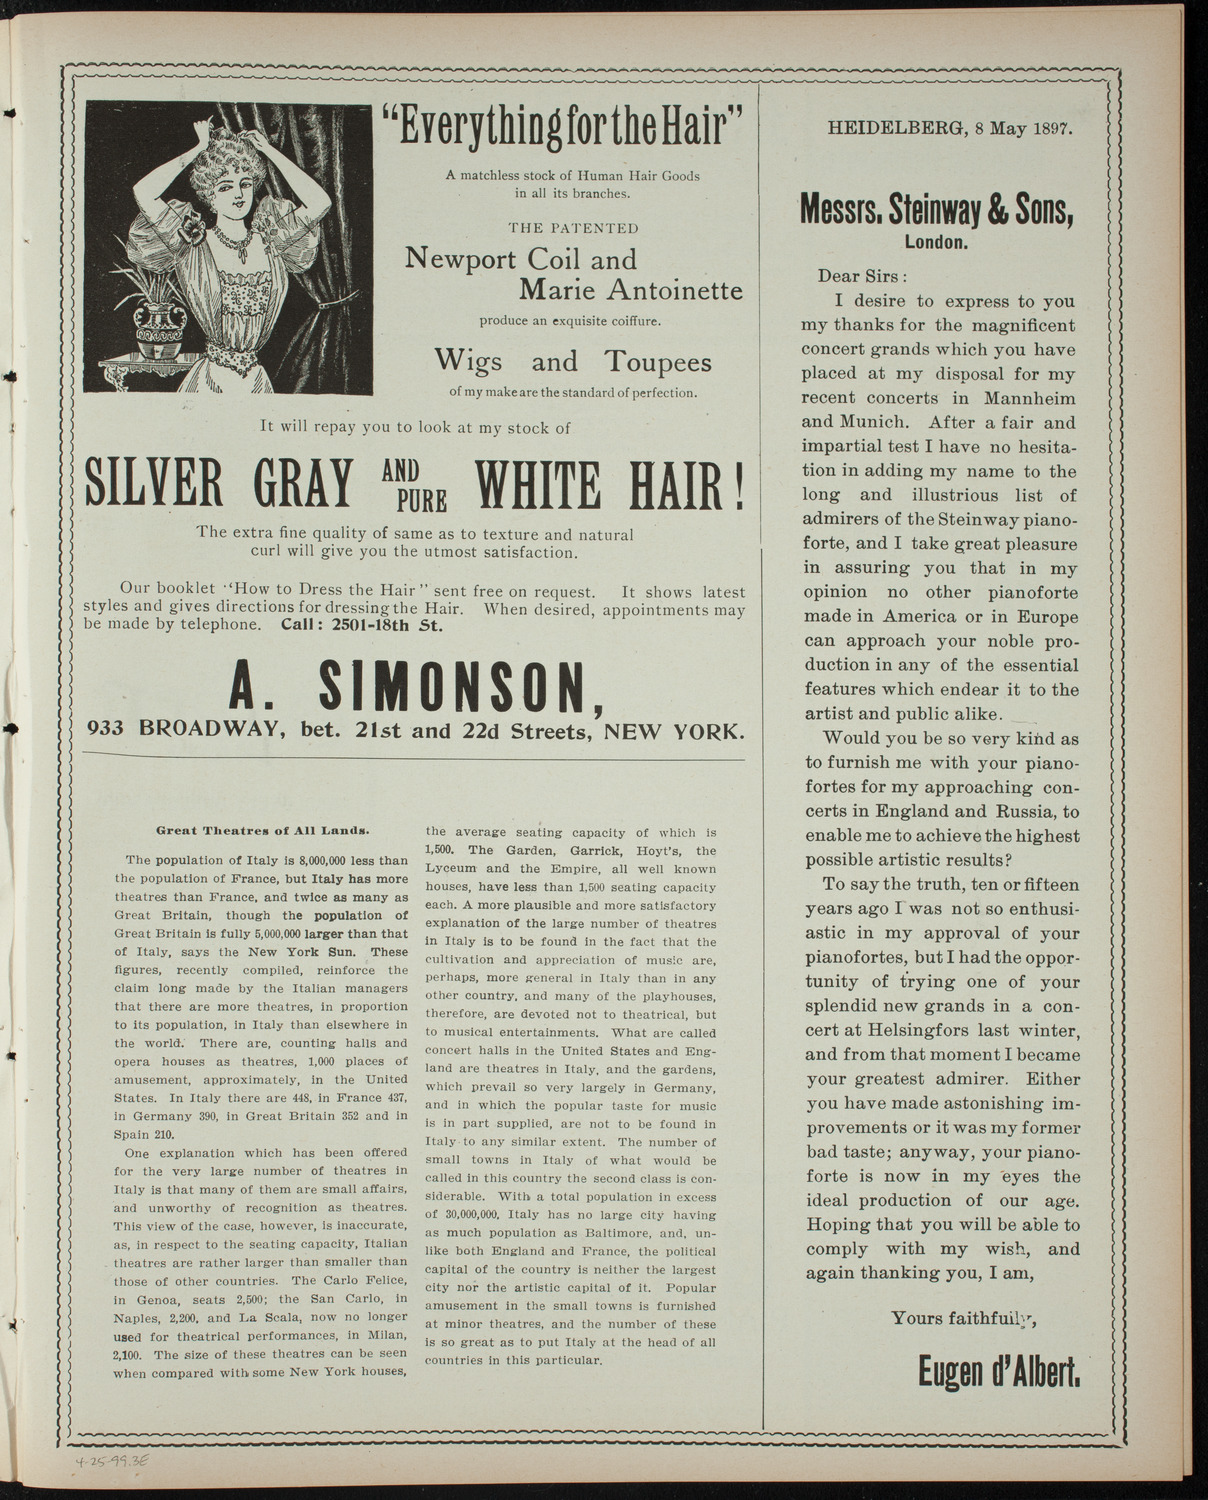 “Everything for the Hair”
A matchless stock of Human Hair Goods
in all its branches.
THE PATENTED
Newport Coil and
Marie Antoinette
produce an exquisite coiffure.
Wigs and Toupees
of my make are the standard of perfection.
It will repay you to look at my stock of
SILVER GRAY AND PURE WHITE HAIR!
The extra fine quality of same as to texture and natural
curl will give you the utmost satisfaction.
Our booklet “How to Dress the Hair” sent free on request. It shows latest
styles and gives directions for dressing the Hair. When desired, appointments may
be made by telephone. Call: 2501-18th St.
A. SIMONSON,
933 BROADWAY, bet. 21st and 22d Streets, NEW YORK.
Great Theatres of All Lands.
The population of Italy is 8,000,000 less than
the population of France, but Italy has more
theatres than France, and twice as many as
Great Britain, though the population of
Great Britain is fully 5,000,000 larger than that
of Italy, says the New York Sun. These
figures, recently compiled, reinforce the
claim long made by the Italian managers
that there are more theatres, in proportion
to its population, in Italy than elsewhere in
the world. There are, counting halls and
opera houses as theatres, 1,000 places of
amusement, approximately, in the United
States. In Italy there are 448, in France 437,
in Germany 390, in Great Britain 352 and in
Spain 210.
One explanation which has been offered
for the very large number of theatres in
Italy is that many of them are small affairs,
and unworthy of recognition as theatres.
This view of the case, however, is inaccurate,
as, in respect to the seating capacity, Italian
theatres are rather larger than smaller than
those of other countries. The Carlo Felice,
in Genoa, seats 2,500; the San Carlo, in
Naples, 2,200, and La Scala, now no longer
used for theatrical performances, in Milan,
2,100. The size of these theatres can be seen
when compared with some New York houses,
the average seating capacity of which is
1,500. The Garden, Garrick, Hoyt's, the
Lyceum and the Empire, all well known
houses, have less than 1,500 seating capacity
each. A more plausible and more satisfactory
explanation of the large number of theatres
in Italy is to be found in the fact that the
cultivation and appreciation of music are,
perhaps, more general in Italy than in any
other country, and many of the playhouses,
therefore, are devoted not to theatrical, but
to musical entertainments. What are called
concert halls in the United States and Eng-
land are theatres in Italy, and the gardens,
which prevail so very largely in Germany,
and in which the popular taste for music
is in part supplied, are not to be found in
Italy to any similar extent. The number of
small towns in Italy of what would be
called in this country the second class is con-
siderable. With a total population in excess
of 30,000,000, Italy has no large city having
as much population as Baltimore, and, un-
like both England and France, the political
capital of the country is neither the largest
city nor the artistic capital of it. Popular
amusement in the small towns is furnished
at minor theatres, and the number of these
is so great as to put Italy at the head of all
countries in this particular.
HEIDELBERG, 8 May 1897.
Messrs. Steinway & Sons,
London.
Dear Sirs:
I desire to express to you
my thanks for the magnificent
concert grands which you have
placed at my disposal for my
recent concerts in Mannheim
and Munich. After a fair and
impartial test I have no hesita-
tion in adding my name to the
long and illustrious list of
admirers of the Steinway piano-
forte, and I take great pleasure
in assuring you that in my
opinion no other pianoforte
made in America or in Europe
can approach your noble pro-
duction in any of the essential
features which endear it to the
artist and public alike.
Would you be so very kind as
to furnish me with your piano-
fortes for my approaching con-
certs in England and Russia, to
enable me to achieve the highest
possible artistic results?
To say the truth, ten or fifteen
years ago I was not so enthusi-
astic in my approval of your
pianofortes, but I had the oppor-
tunity of trying one of your
splendid new grands in a con-
cert at Helsingfors last winter,
and from that moment I became
your greatest admirer. Either
you have made astonishing im-
provements or it was my former
bad taste; anyway, your piano-
forte is now in my eyes the
ideal production of our age.
Hoping that you will be able to
comply with my wish, and
again thanking you, I am,
Yours faithfully,
Eugen d'Albert.
4-25-99.3E